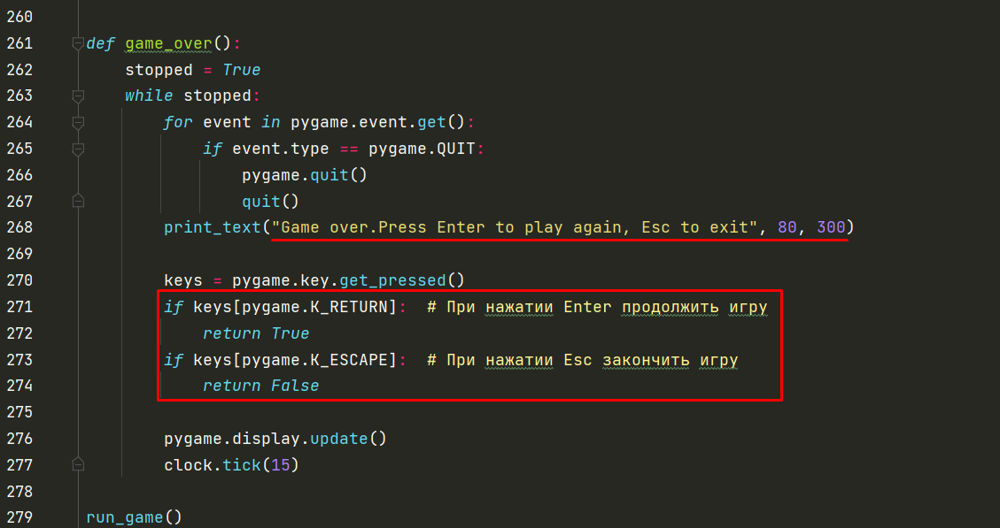 260
261 def game_over():
262 stopped = True
263 while stopped:
264 for event in pygame.event.get():
265 if event.type == pygame.QUIT:
266 pygame.quit()
267 quit()
268 print_text("Game over.Press Enter to play again, Esc to exit", 80, 300)
269
270 keys = pygame.key.get_pressed()
271 if keys[pygame.K_RETURN]:  # При нажатии Enter продолжить игру
272 return True
273 if keys[pygame.K_ESCAPE]:  # При нажатии Esc закончить игру
274 return False
275
276 pygame.display.update()
277 clock.tick(15)
278
279 run_game()